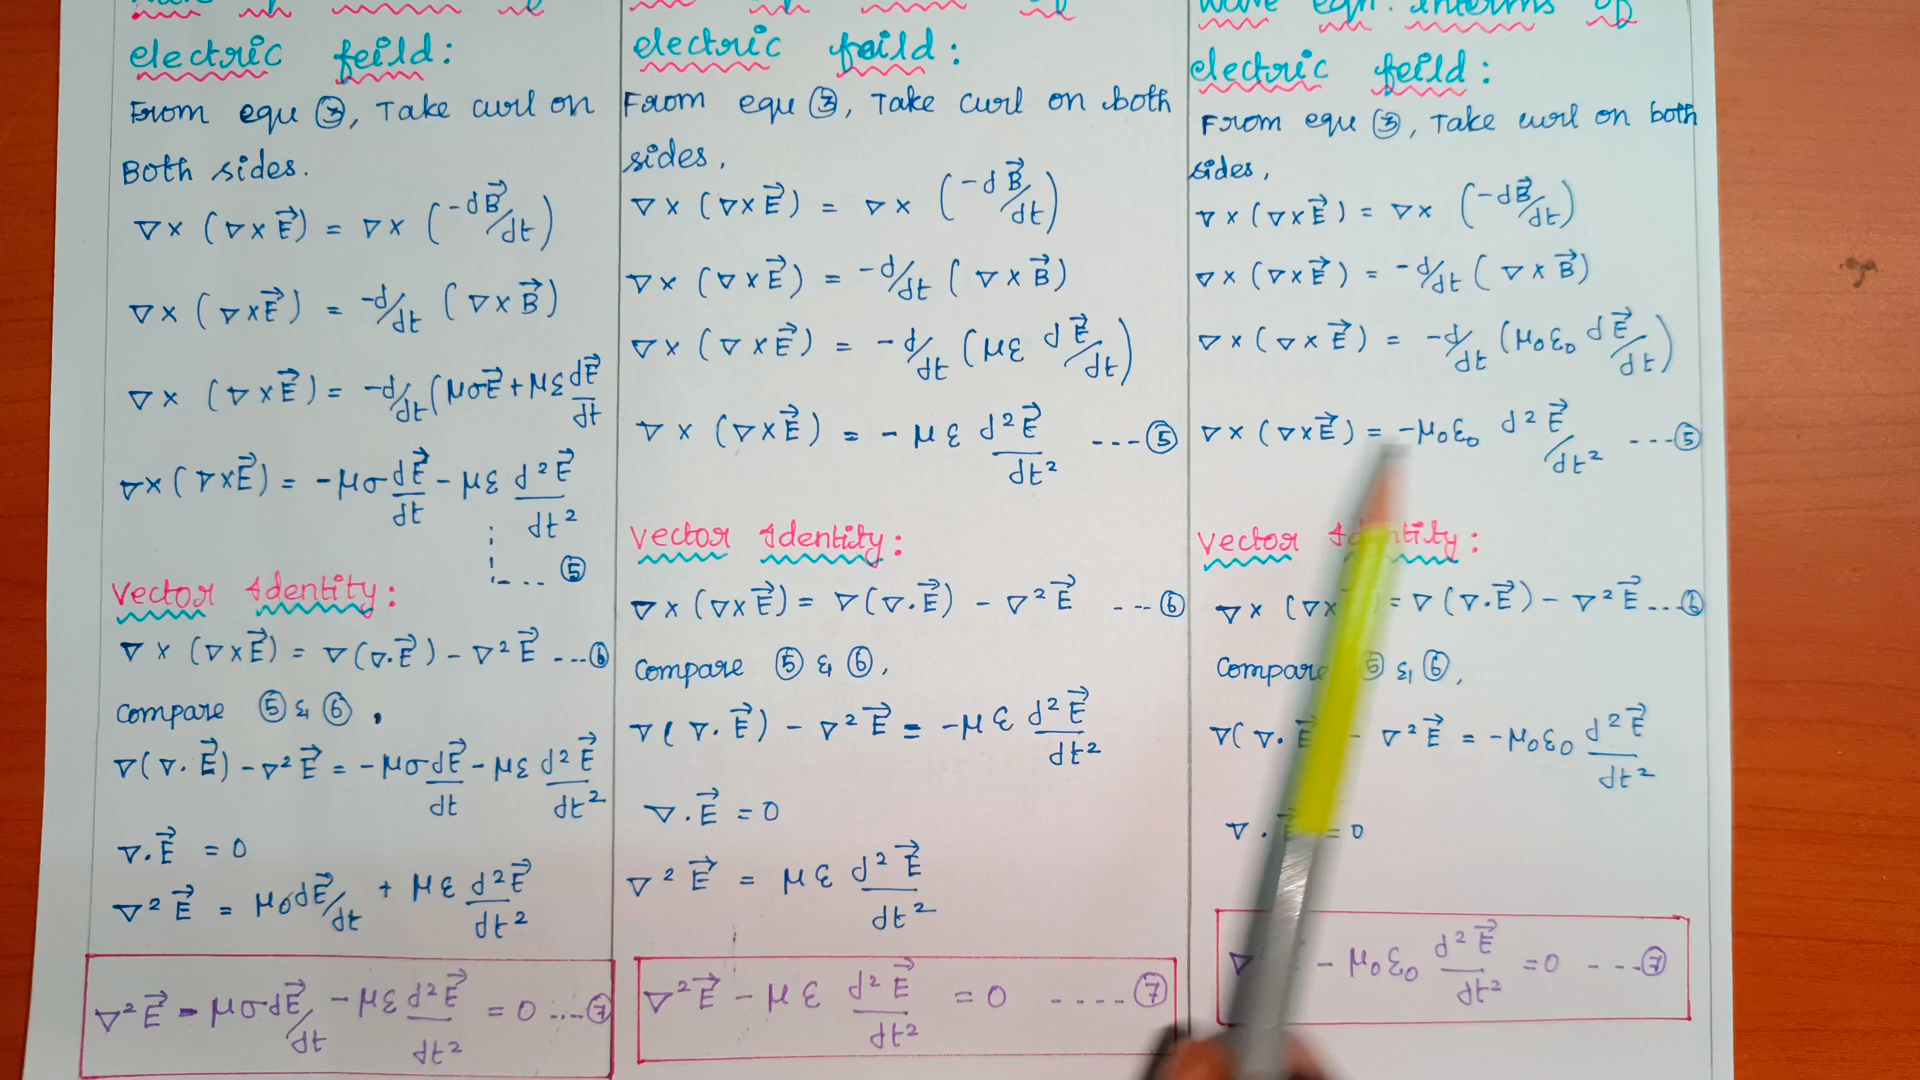 electric feild:
From equ ③, Take curl on
Both sides.
∇ × (∇×E⃗) = ∇× (-dB⃗/dt)
∇× (∇×E⃗) = -d/dt (∇×B⃗)
∇× (∇×E⃗) = -d/dt (μσE⃗ + με dE⃗/dt
∇×(∇×E⃗) = -μσ dE⃗/dt - με d²E⃗/dt²
--- ⑤
Vector Identity:
∇ × (∇×E⃗) = ∇(∇.E⃗) - ∇²E⃗ --- ⑥
Compare ⑤ & ⑥,
∇(∇.E⃗) - ∇²E⃗ = -μσ dE⃗/dt - με d²E⃗/dt²
∇.E⃗ = 0
∇²E⃗ = μσ dE⃗/dt + με d²E⃗/dt²
∇²E⃗ - μσ dE⃗/dt - με d²E⃗/dt² = 0 ---⑦
electric feild:
From equ ③, Take curl on both
sides,
∇× (∇×E⃗) = ∇× (-dB⃗/dt)
∇× (∇×E⃗) = -d/dt (∇×B⃗)
∇× (∇×E⃗) = -d/dt (με dE⃗/dt)
∇ × (∇×E⃗) = -με d²E⃗/dt² ---⑤
Vector Identity:
∇× (∇×E⃗) = ∇(∇.E⃗) - ∇²E⃗ ---⑥
Compare ⑤ & ⑥,
∇(∇.E⃗) - ∇²E⃗ = -με d²E⃗/dt²
∇.E⃗ = 0
∇²E⃗ = με d²E⃗/dt²
∇²E⃗ - με d²E⃗/dt² = 0 ----⑦
Wave eqn. Interms of
electric feild:
From equ ③, Take curl on both
sides,
∇×(∇×E⃗) = ∇× (-dB⃗/dt)
∇×(∇×E⃗) = -d/dt (∇×B⃗)
∇×(∇×E⃗) = -d/dt (μ₀ε₀ dE⃗/dt)
∇×(∇×E⃗) = -μ₀ε₀ d²E⃗/dt² ---⑤
Vector
∇× (∇× = ∇(∇.E⃗) - ∇²E⃗ ---⑥
Compare ⑤ & ⑥,
∇(∇.E⃗ - ∇²E⃗ = -μ₀ε₀ d²E⃗/dt²
∇. = 0
∇ - μ₀ε₀ d²E⃗/dt² = 0 ---⑦